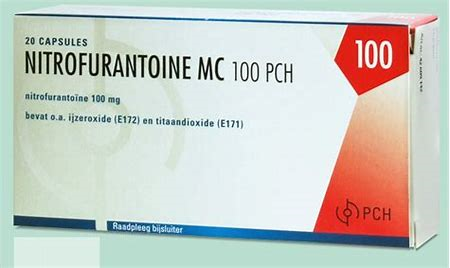 20 CAPSULES
NITROFURANTOINE MC 100 PCH
100
nitrofurantoïne 100 mg
bevat o.a. ijzeroxide (E172) en titaandioxide (E171)
PCH
Raadpleeg bijsluiter